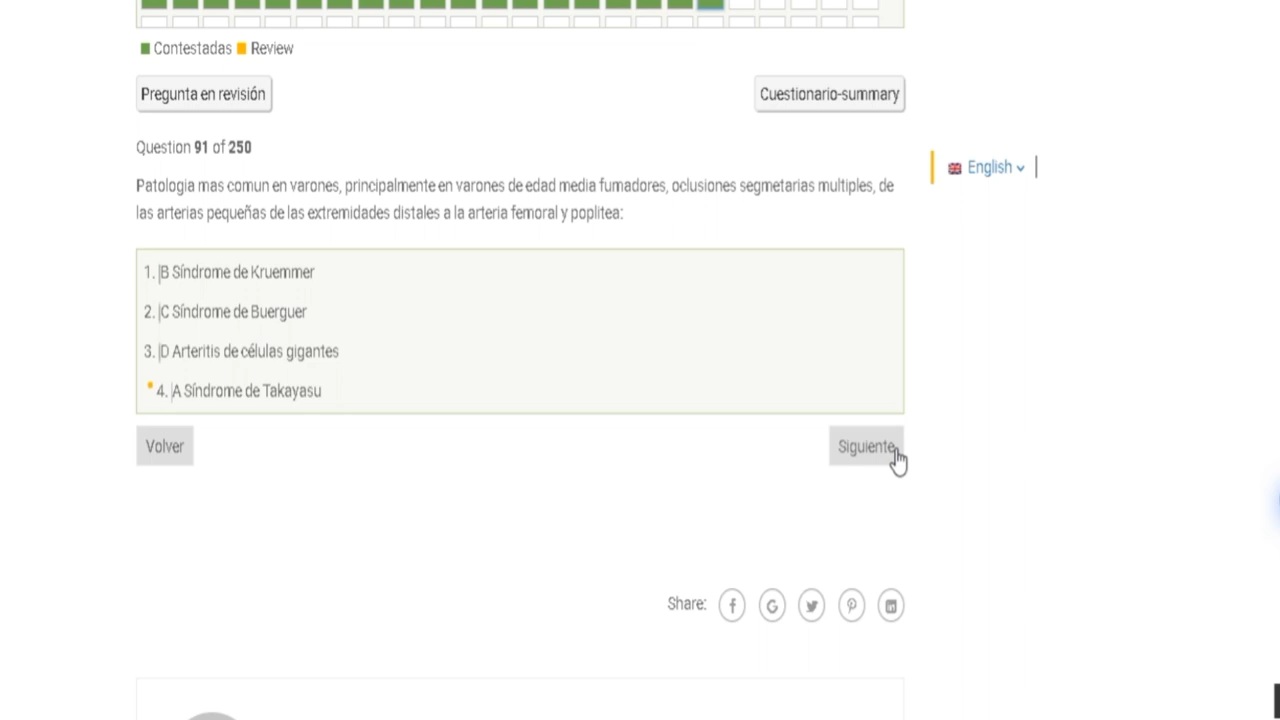 Contestadas Review
Pregunta en revisión Cuestionario-summary
Question 91 of 250
English
Patologia mas comun en varones, principalmente en varones de edad media fumadores, oclusiones segmetarias multiples, de
las arterias pequeñas de las extremidades distales a la arteria femoral y poplitea:
1. B Síndrome de Kruemmer
2. C Síndrome de Buerguer
3. D Arteritis de células gigantes
4. A Síndrome de Takayasu
Volver Siguiente
Share: